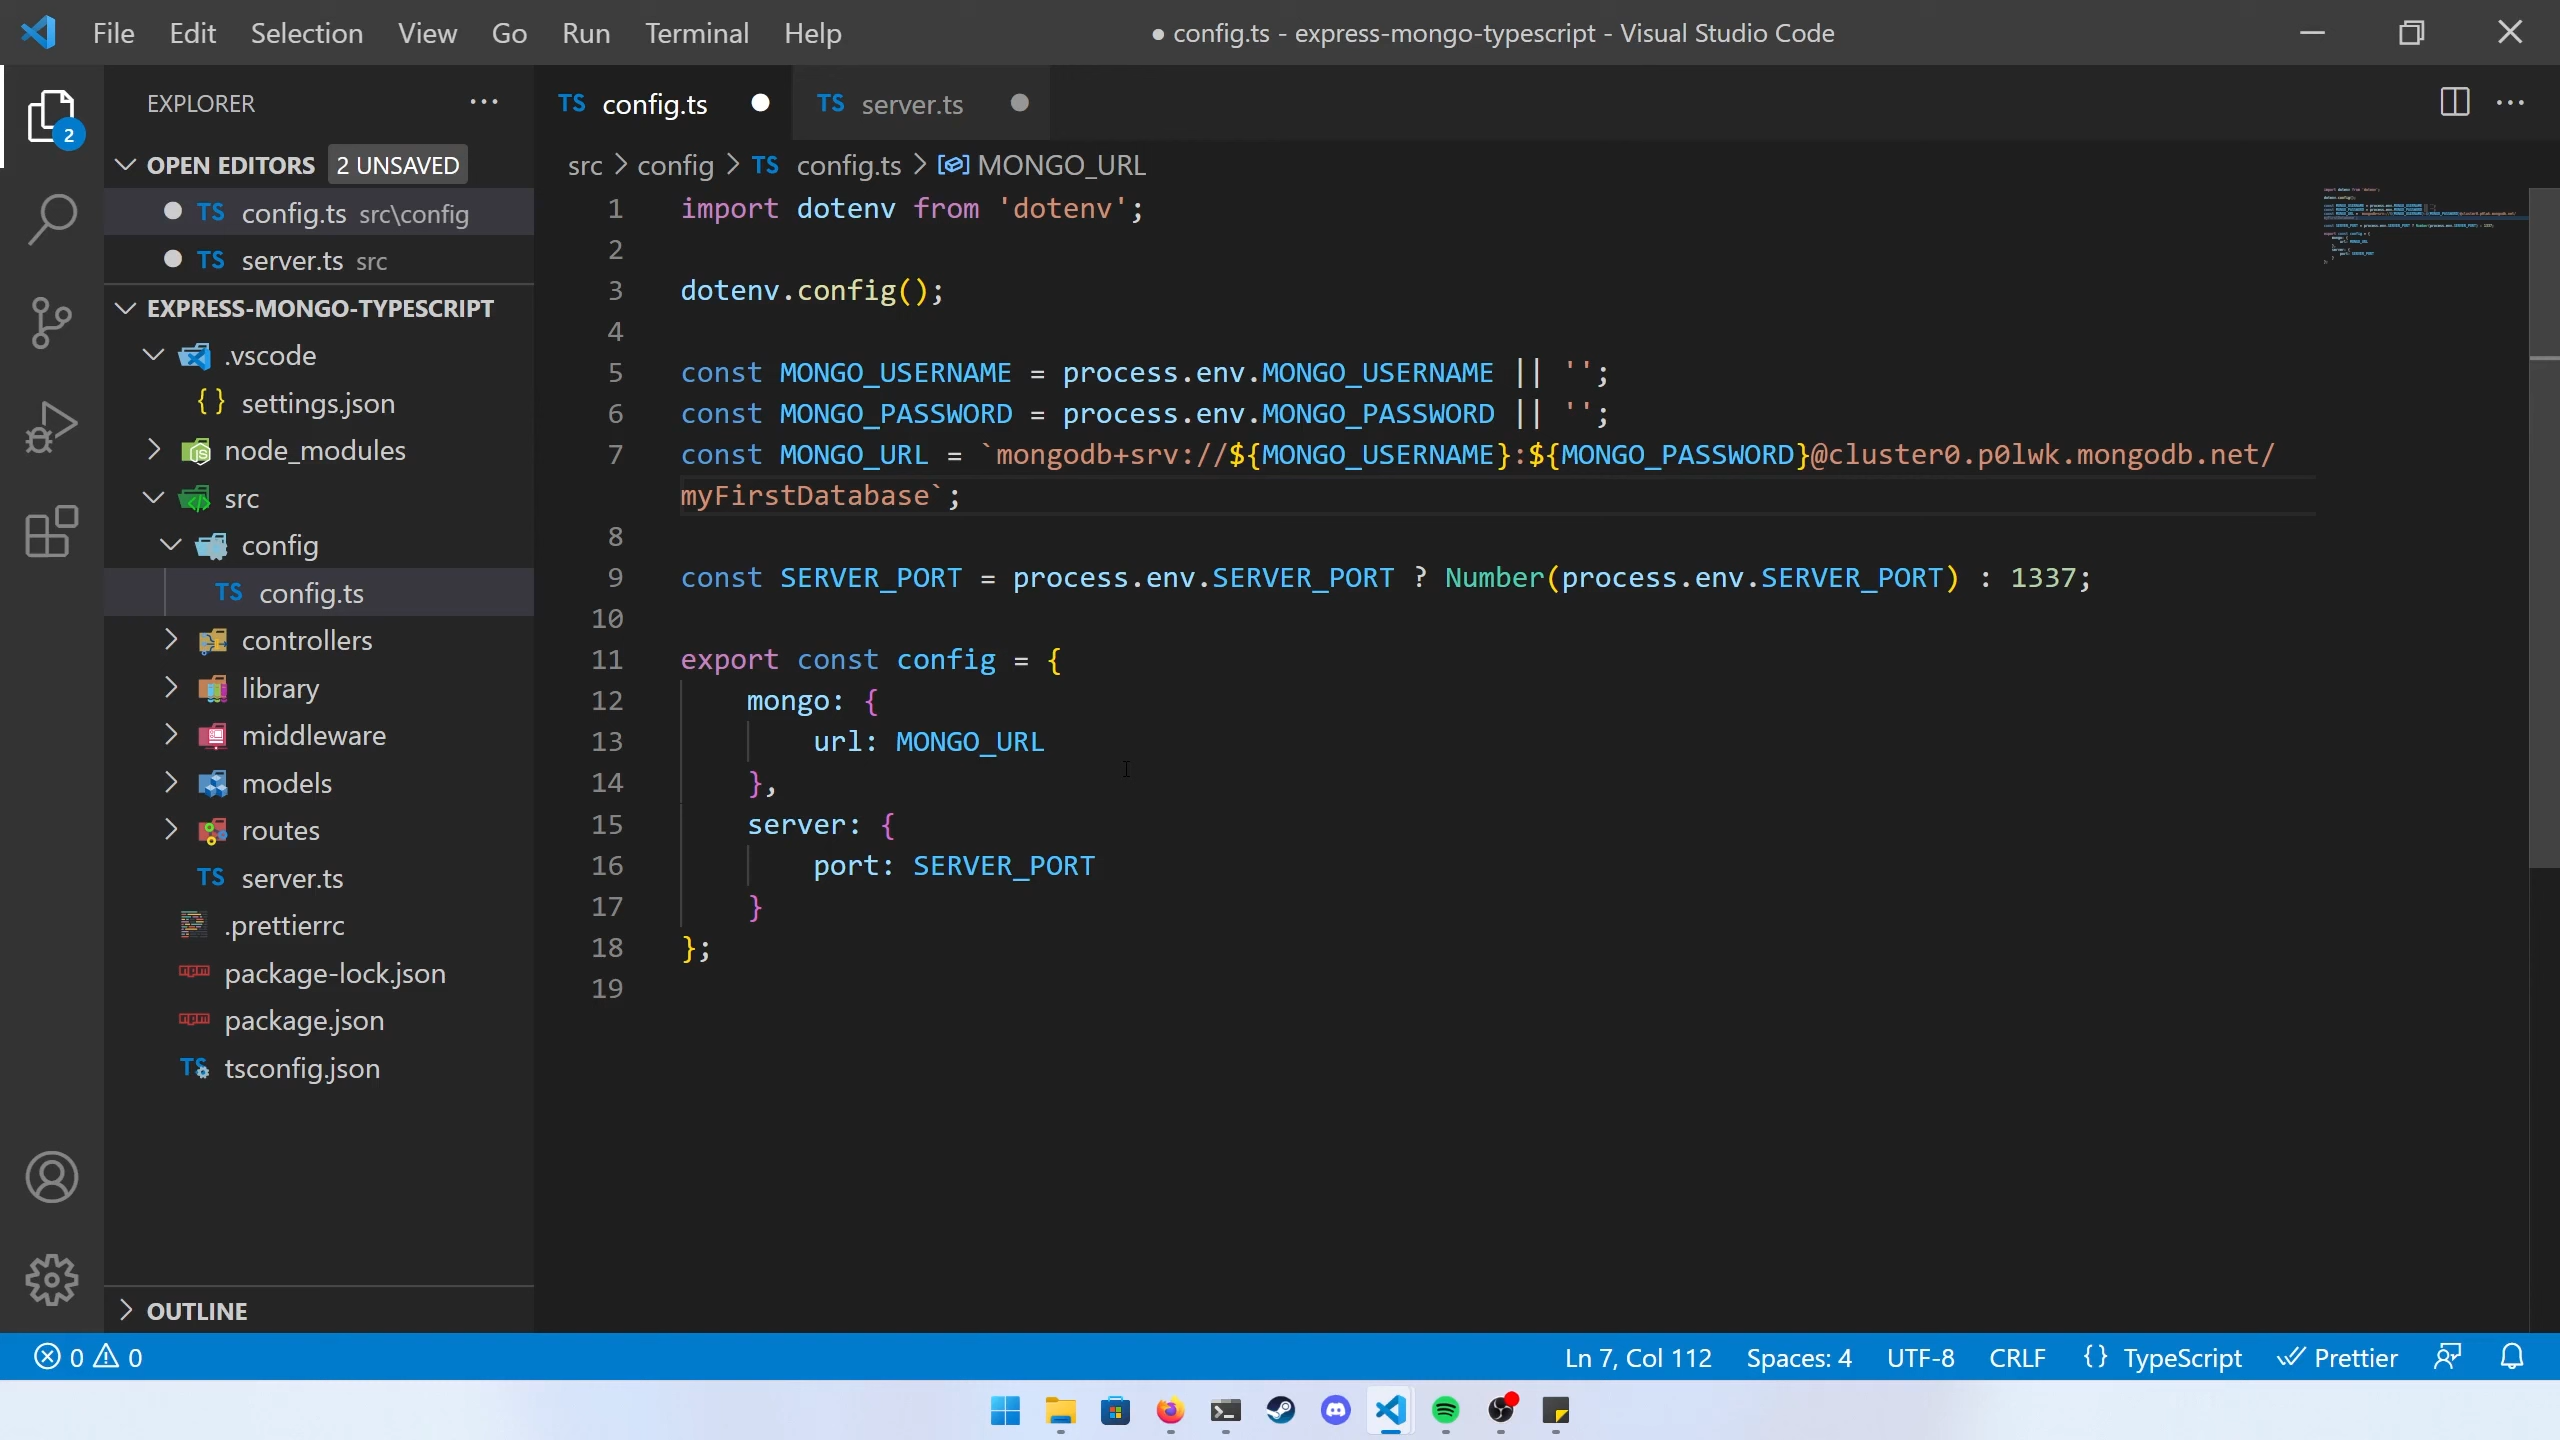 File Edit Selection View Go Run Terminal Help
● config.ts - express-mongo-typescript - Visual Studio Code
EXPLORER
2
OPEN EDITORS 2 UNSAVED
TS config.ts src\config
TS server.ts src
EXPRESS-MONGO-TYPESCRIPT
.vscode
{ } settings.json
node_modules
src
config
TS config.ts
controllers
library
middleware
models
routes
TS server.ts
.prettierrc
package-lock.json
package.json
TS tsconfig.json
OUTLINE
TS config.ts
TS server.ts
src > config > TS config.ts > MONGO_URL
1 import dotenv from 'dotenv';
2
3 dotenv.config();
4
5 const MONGO_USERNAME = process.env.MONGO_USERNAME || '';
6 const MONGO_PASSWORD = process.env.MONGO_PASSWORD || '';
7 const MONGO_URL = `mongodb+srv://${MONGO_USERNAME}:${MONGO_PASSWORD}@cluster0.p0lwk.mongodb.net/
myFirstDatabase`;
8
9 const SERVER_PORT = process.env.SERVER_PORT ? Number(process.env.SERVER_PORT) : 1337;
10
11 export const config = {
12 mongo: {
13 url: MONGO_URL
14 },
15 server: {
16 port: SERVER_PORT
17 }
18 };
19
0 0
Ln 7, Col 112 Spaces: 4 UTF-8 CRLF { } TypeScript Prettier